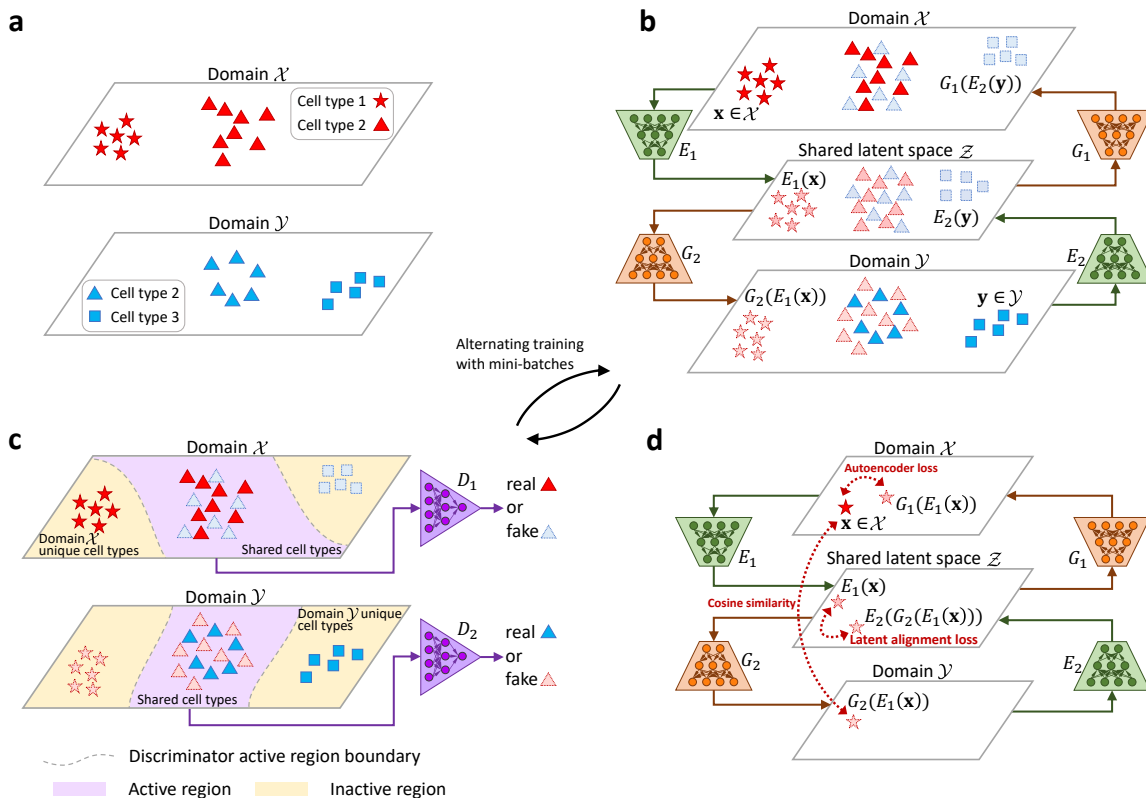 a
Domain 𝒳
Cell type 1
Cell type 2
Domain 𝒴
Cell type 2
Cell type 3
b
Domain 𝒳
G₁(E₂(𝐲))
𝐱 ∈ 𝒳
E₁
G₁
Shared latent space 𝒵
E₁(𝐱)
E₂(𝐲)
G₂
E₂
Domain 𝒴
G₂(E₁(𝐱))
𝐲 ∈ 𝒴
Alternating training
with mini-batches
c
Domain 𝒳
Domain 𝒳
unique cell types
Shared cell types
D₁
real
or
fake
Domain 𝒴
Domain 𝒴 unique
cell types
Shared cell types
D₂
real
or
fake
Discriminator active region boundary
Active region
Inactive region
d
Domain 𝒳
Autoencoder loss
G₁(E₁(𝐱))
𝐱 ∈ 𝒳
E₁
G₁
Shared latent space 𝒵
E₁(𝐱)
Cosine similarity
E₂(G₂(E₁(𝐱)))
Latent alignment loss
G₂
E₂
Domain 𝒴
G₂(E₁(𝐱))